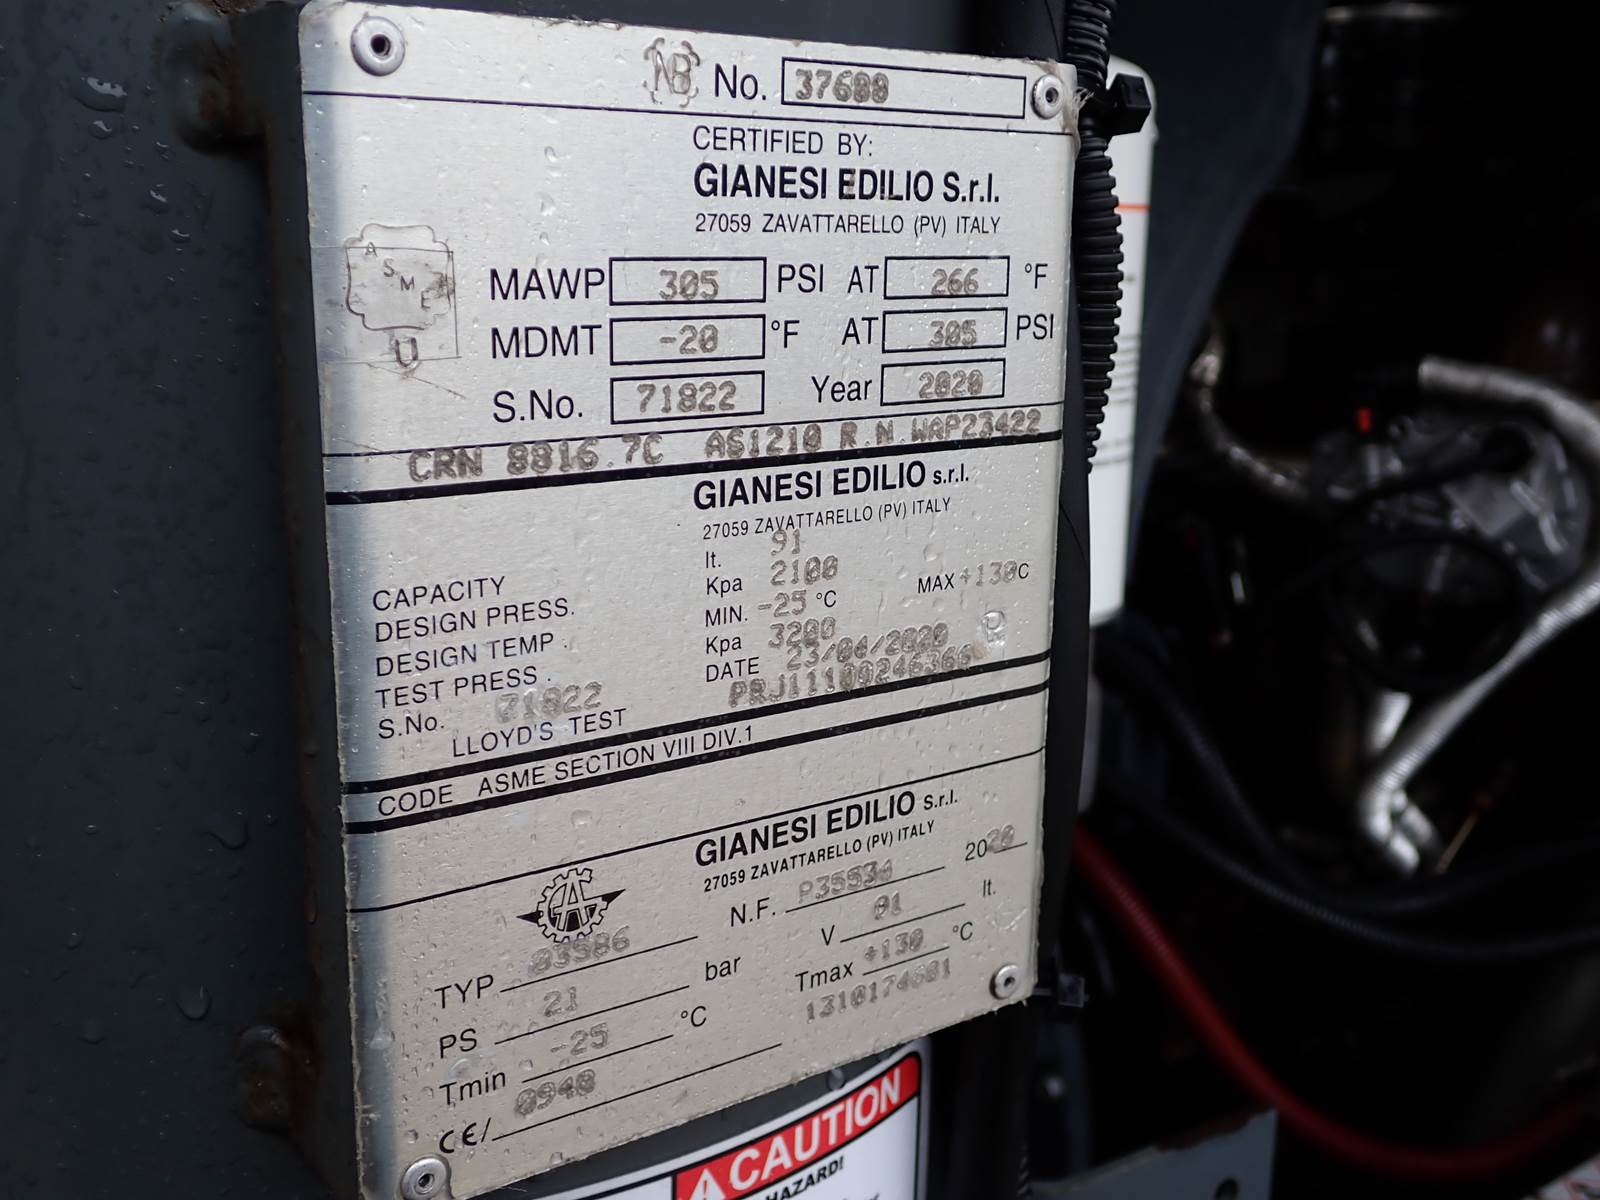 NB No. 37600
CERTIFIED BY:
GIANESI EDILIO S.r.l.
27059 ZAVATTARELLO (PV) ITALY
ASME
U
MAWP 305 PSI AT 266 °F
MDMT -20 °F AT 305 PSI
S.No. 71822 Year 2020
CRN 8816.7C AS1210 R.N.WAP23422
GIANESI EDILIO s.r.l.
27059 ZAVATTARELLO (PV) ITALY
CAPACITY lt. 91
DESIGN PRESS. Kpa 2100
DESIGN TEMP. MIN. -25 °C MAX +130C
TEST PRESS. Kpa 3200
S.No. 71822 DATE 23/04/2020
LLOYD'S TEST PRJ11100246366
CODE ASME SECTION VIII DIV.1
GIANESI EDILIO s.r.l.
27059 ZAVATTARELLO (PV) ITALY
TYP 03586 N.F. 2020
PS 21 bar V 91 lt.
Tmin -25 °C Tmax +130 °C
CE/ 0948 1310174601
CAUTION
HAZARD!